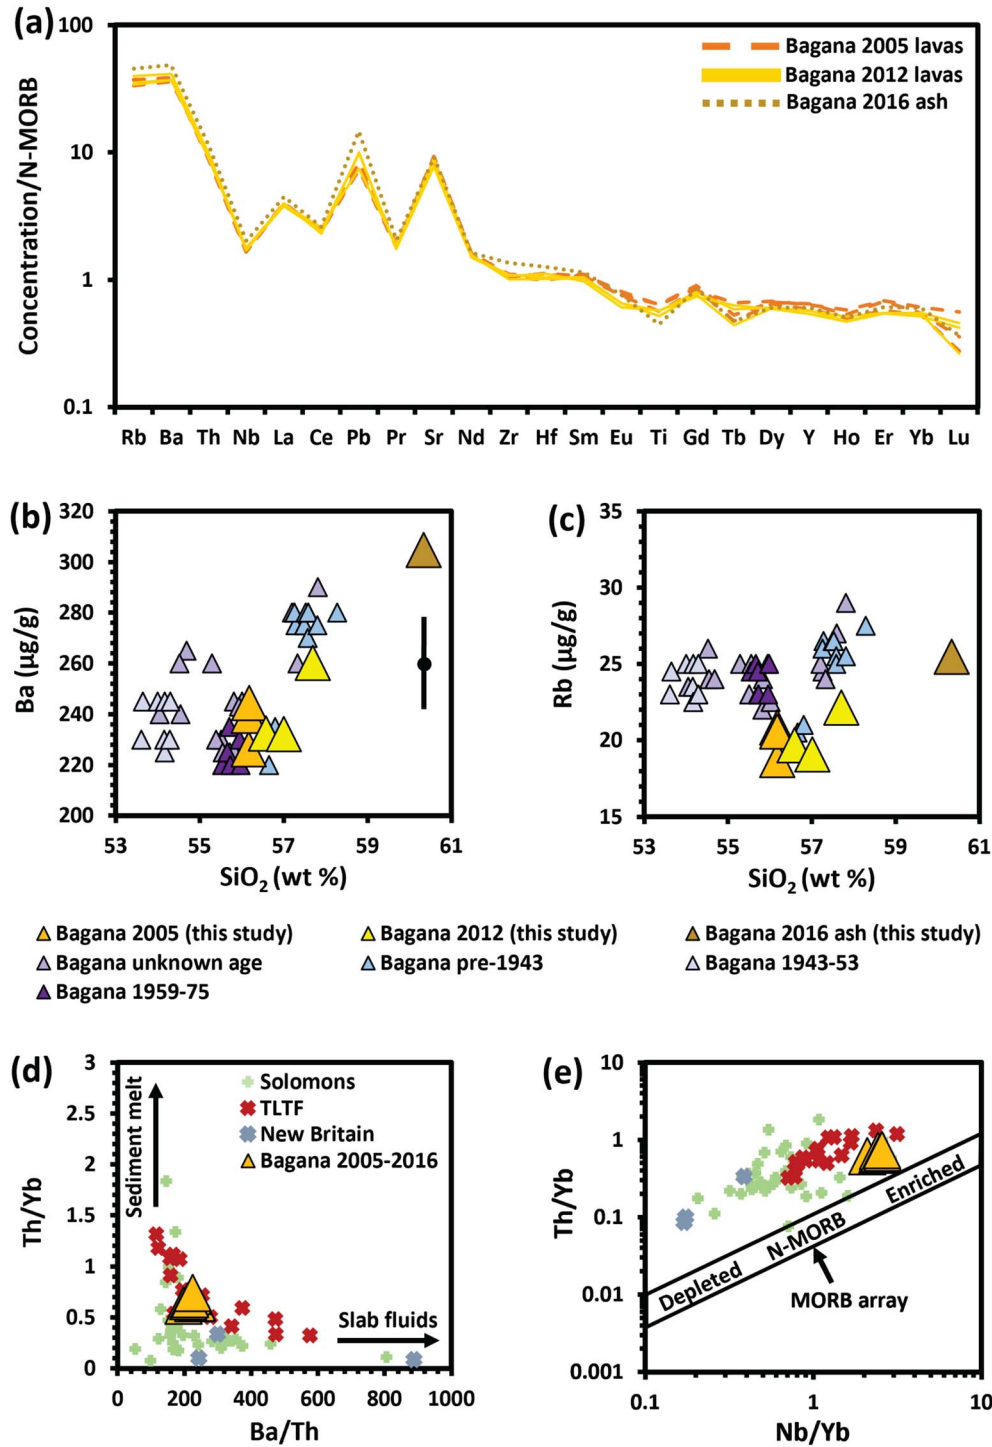 (a)
Concentration/N-MORB
100
10
1
0.1
Bagana 2005 lavas
Bagana 2012 lavas
Bagana 2016 ash
Rb Ba Th Nb La Ce Pb Pr Sr Nd Zr Hf Sm Eu Ti Gd Tb Dy Y Ho Er Yb Lu
(b)
Ba (µg/g)
320
300
280
260
240
220
200
53 55 57 59 61
SiO₂ (wt %)
(c)
Rb (µg/g)
35
30
25
20
15
53 55 57 59 61
SiO₂ (wt %)
Bagana 2005 (this study) Bagana 2012 (this study) Bagana 2016 ash (this study)
Bagana unknown age Bagana pre-1943 Bagana 1943-53
Bagana 1959-75
(d)
Th/Yb
3
2.5
2
1.5
1
0.5
0
Sediment melt
Solomons
TLTF
New Britain
Bagana 2005-2016
Slab fluids
0 200 400 600 800 1000
Ba/Th
(e)
Th/Yb
10
1
0.1
0.01
0.001
Depleted N-MORB Enriched
MORB array
0.1 1 10
Nb/Yb